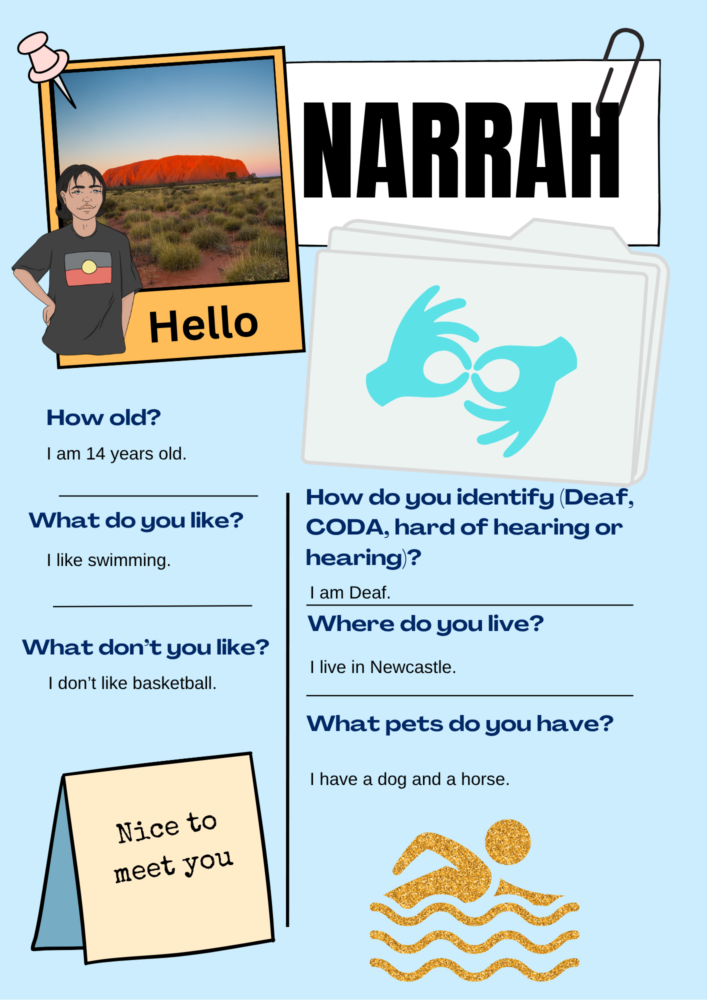 NARRAH
Hello
How old?
I am 14 years old.
What do you like?
I like swimming.
What don’t you like?
I don’t like basketball.
Nice to
meet you
How do you identify (Deaf,
CODA, hard of hearing or
hearing)?
I am Deaf.
Where do you live?
I live in Newcastle.
What pets do you have?
I have a dog and a horse.